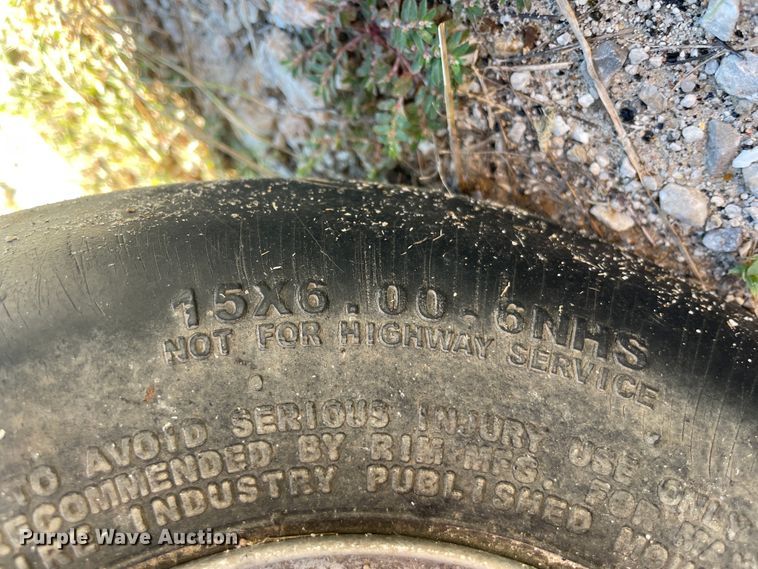 15X6.00-6NHS
NOT FOR HIGHWAY SERVICE
TO AVOID SERIOUS INJURY USE ONLY
RECOMMENDED BY RIM MFG. FOR
INDUSTRY PUBLISHED
Purple Wave Auction